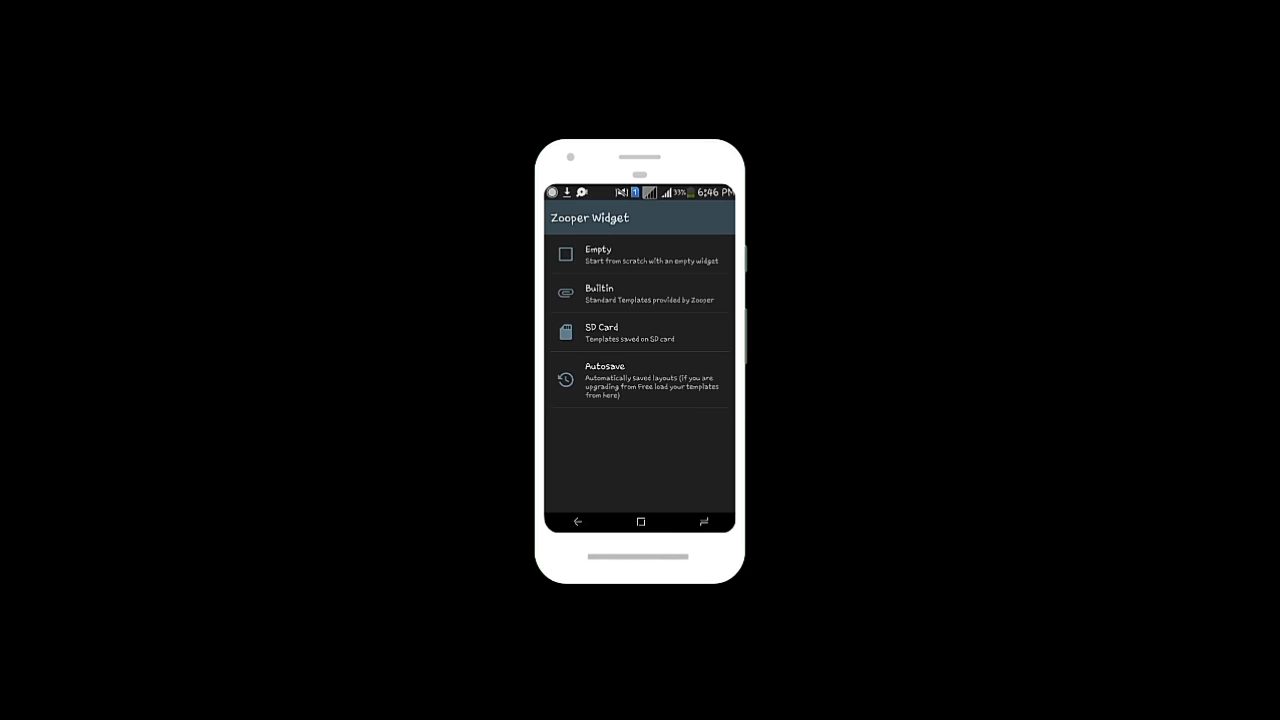 1 33% 6:46 PM
Zooper Widget
Empty
Start from scratch with an empty widget
Builtin
Standard Templates provided by Zooper
SD Card
Templates saved on SD card
Autosave
Automatically saved layouts (if you are
upgrading from Free load your templates
from here)